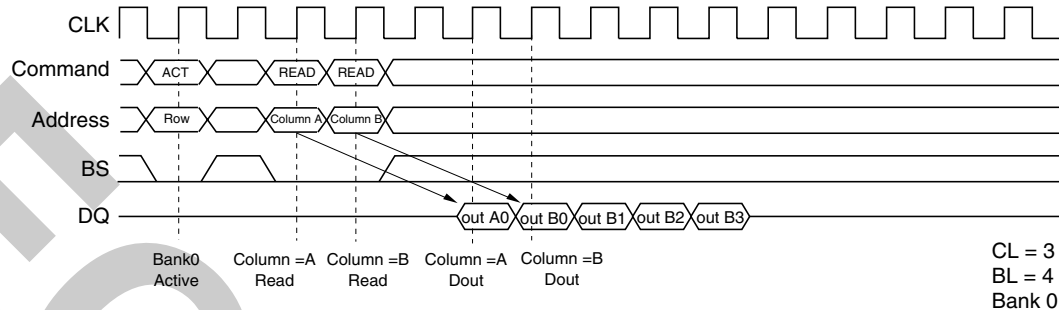 CLK
Command ACT READ READ
Address Row Column A Column B
BS
DQ out A0 out B0 out B1 out B2 out B3
Bank0 Column =A Column =B Column =A Column =B
Active Read Read Dout Dout
CL = 3
BL = 4
Bank 0